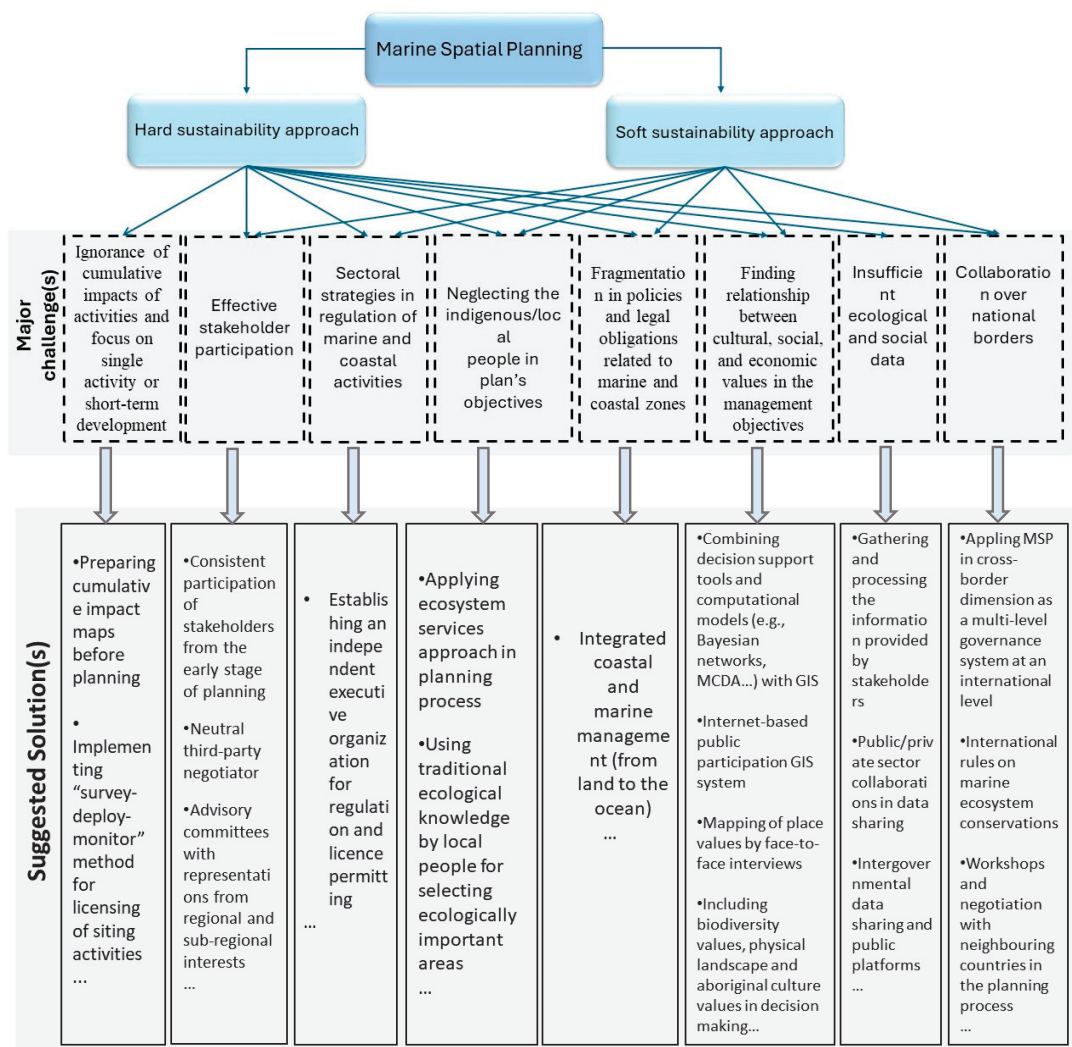 Marine Spatial Planning
Hard sustainability approach
Soft sustainability approach
Major
challenge(s)
Ignorance of
cumulative
impacts of
activities and
focus on
single
activity or
short-term
development
Effective
stakeholder
participation
Sectoral
strategies in
regulation of
marine and
coastal
activities
Neglecting the
indigenous/loc
al
people in
plan's
objectives
Fragmentatio
n in policies
and legal
obligations
related to
marine and
coastal zones
Finding
relationship
between
cultural, social,
and economic
values in the
management
objectives
Insufficie
nt
ecological
and social
data
Collaboratio
n over
national
borders
Suggested Solution(s)
•Preparing
cumulativ
e impact
maps
before
planning
•
Impleme
nting
“survey-
deploy-
monitor”
method
for
licensing
of siting
activities
...
•Consistent
participation
of
stakeholders
from the
early stage
of planning
•Neutral
third-party
negotiator
•Advisory
committees
with
representati
ons from
regional and
sub-regional
interests
...
• Establis
hing an
indepen
dent
executi
ve
organiz
ation
for
regulati
on and
licence
permitt
ing
...
•Applying
ecosystem
services
approach in
planning
process
•Using
traditional
ecological
knowledge
by local
people for
selecting
ecologically
important
areas
...
• Integrated
coastal
and
marine
manageme
nt (from
land to the
ocean)
...
•Combining
decision support
tools and
computational
models (e.g.,
Bayesian
networks,
MCDA...) with GIS
•Internet-based
public
participation GIS
system
•Mapping of place
values by face-to-
face interviews
•Including
biodiversity
values, physical
landscape and
aboriginal culture
values in decision
making...
•Gathering
and
processing
the
informatio
n provided
by
stakeholde
rs
•Public/priv
ate sector
collaborati
ons in data
sharing
•Intergover
nmental
data
sharing and
public
platforms
...
•Appling MSP
in cross-
border
dimension as
a multi-level
governance
system at an
international
level
•International
rules on
marine
ecosystem
conservations
•Workshops
and
negotiation
with
neighbouring
countries in
the planning
process
...